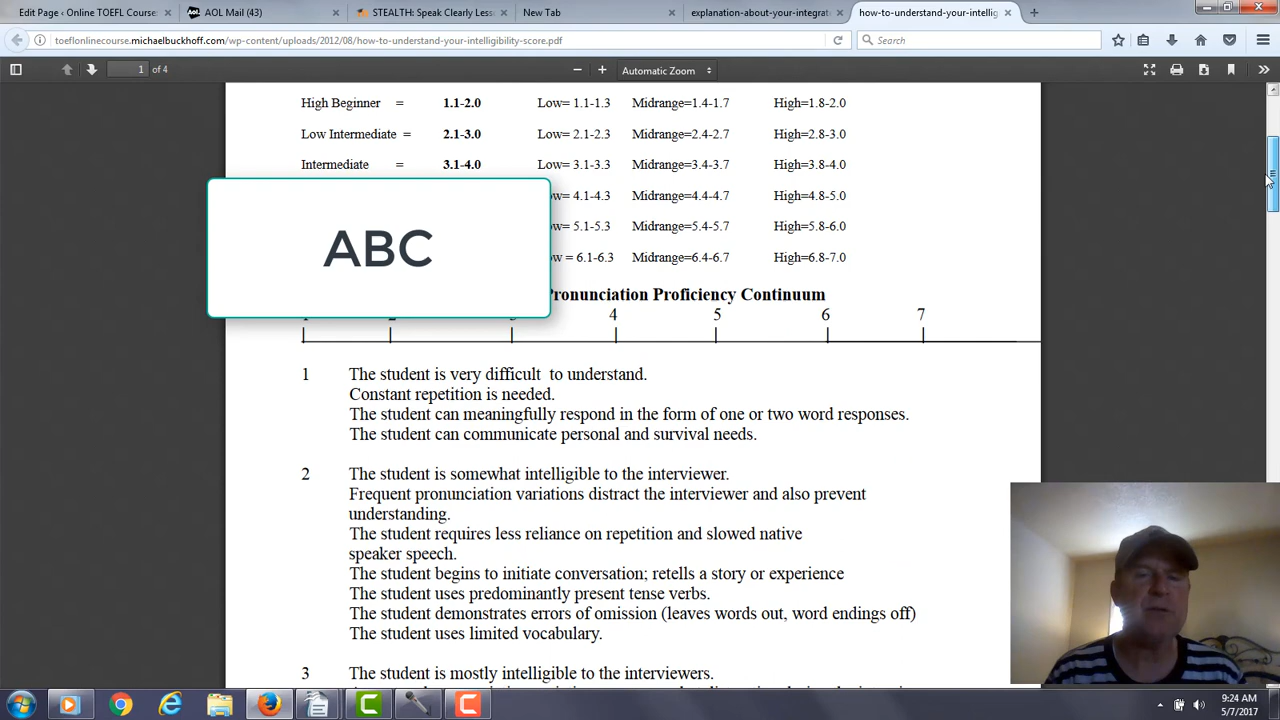 Edit Page ‹ Online TOEFL Course
AOL Mail (43)
STEALTH: Speak Clearly Less
New Tab
explanation-about-your-integrat
how-to-understand-your-intellig
toeflonlinecourse.michaelbuckhoff.com/wp-content/uploads/2012/08/how-to-understand-your-intelligibility-score.pdf
Search
1 of 4
Automatic Zoom
High Beginner = 1.1-2.0 Low= 1.1-1.3 Midrange=1.4-1.7 High=1.8-2.0
Low Intermediate = 2.1-3.0 Low= 2.1-2.3 Midrange=2.4-2.7 High=2.8-3.0
Intermediate = 3.1-4.0 Low= 3.1-3.3 Midrange=3.4-3.7 High=3.8-4.0
ow= 4.1-4.3 Midrange=4.4-4.7 High=4.8-5.0
ow= 5.1-5.3 Midrange=5.4-5.7 High=5.8-6.0
ow = 6.1-6.3 Midrange=6.4-6.7 High=6.8-7.0
ABC
Pronunciation Proficiency Continuum
4 5 6 7
1 The student is very difficult to understand.
Constant repetition is needed.
The student can meaningfully respond in the form of one or two word responses.
The student can communicate personal and survival needs.
2 The student is somewhat intelligible to the interviewer.
Frequent pronunciation variations distract the interviewer and also prevent
understanding.
The student requires less reliance on repetition and slowed native
speaker speech.
The student begins to initiate conversation; retells a story or experience
The student uses predominantly present tense verbs.
The student demonstrates errors of omission (leaves words out, word endings off)
The student uses limited vocabulary.
3 The student is mostly intelligible to the interviewers.
9:24 AM
5/7/2017